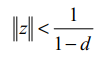 ‖z‖ < 1/(1−d)